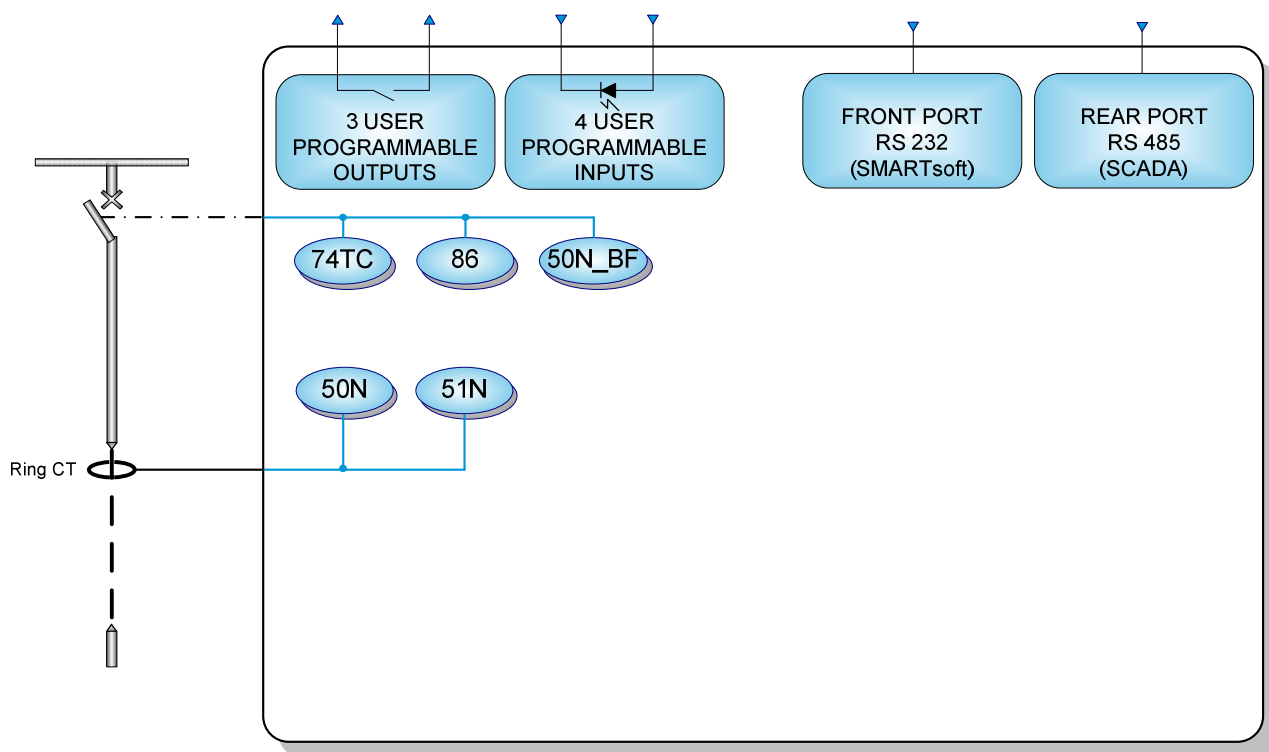 3 USER
PROGRAMMABLE
OUTPUTS
4 USER
PROGRAMMABLE
INPUTS
FRONT PORT
RS 232
(SMARTsoft)
REAR PORT
RS 485
(SCADA)
74TC
86
50N_BF
50N
51N
Ring CT